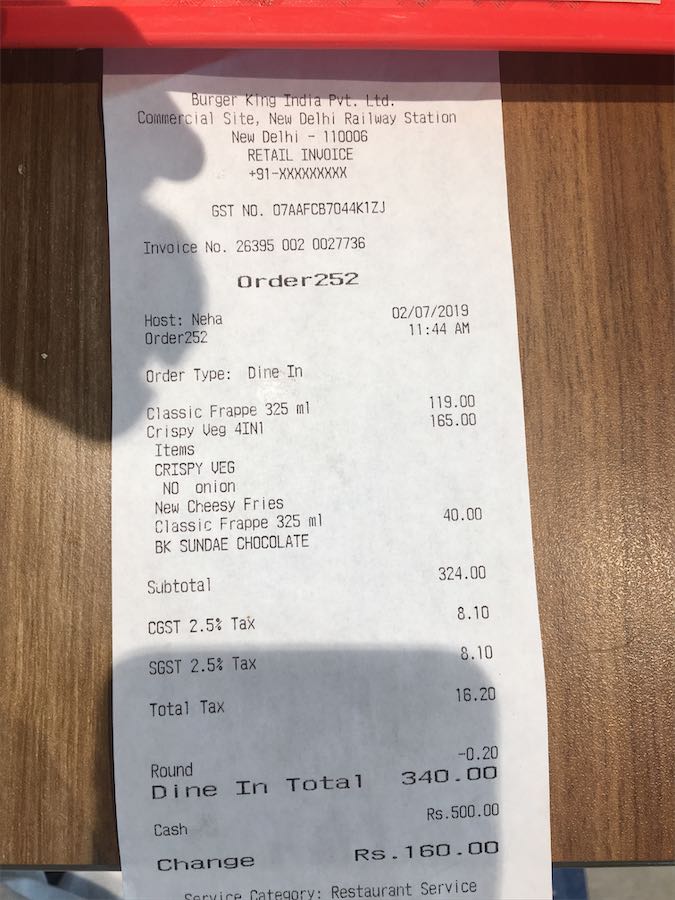 Burger King India Pvt. Ltd.
Commercial Site, New Delhi Railway Station
New Delhi - 110006
RETAIL INVOICE
+91-XXXXXXXXX
GST NO. 07AAFCB7044K1ZJ
Invoice No. 26395 002 0027736
Order252
Host: Neha 02/07/2019
Order252 11:44 AM
Order Type: Dine In
Classic Frappe 325 ml 119.00
Crispy Veg 4IN1 165.00
Items
CRISPY VEG
NO onion
New Cheesy Fries
Classic Frappe 325 ml 40.00
BK SUNDAE CHOCOLATE
Subtotal 324.00
CGST 2.5% Tax 8.10
SGST 2.5% Tax 8.10
Total Tax 16.20
Round -0.20
Dine In Total 340.00
Cash Rs.500.00
Change Rs.160.00
Service Category: Restaurant Service